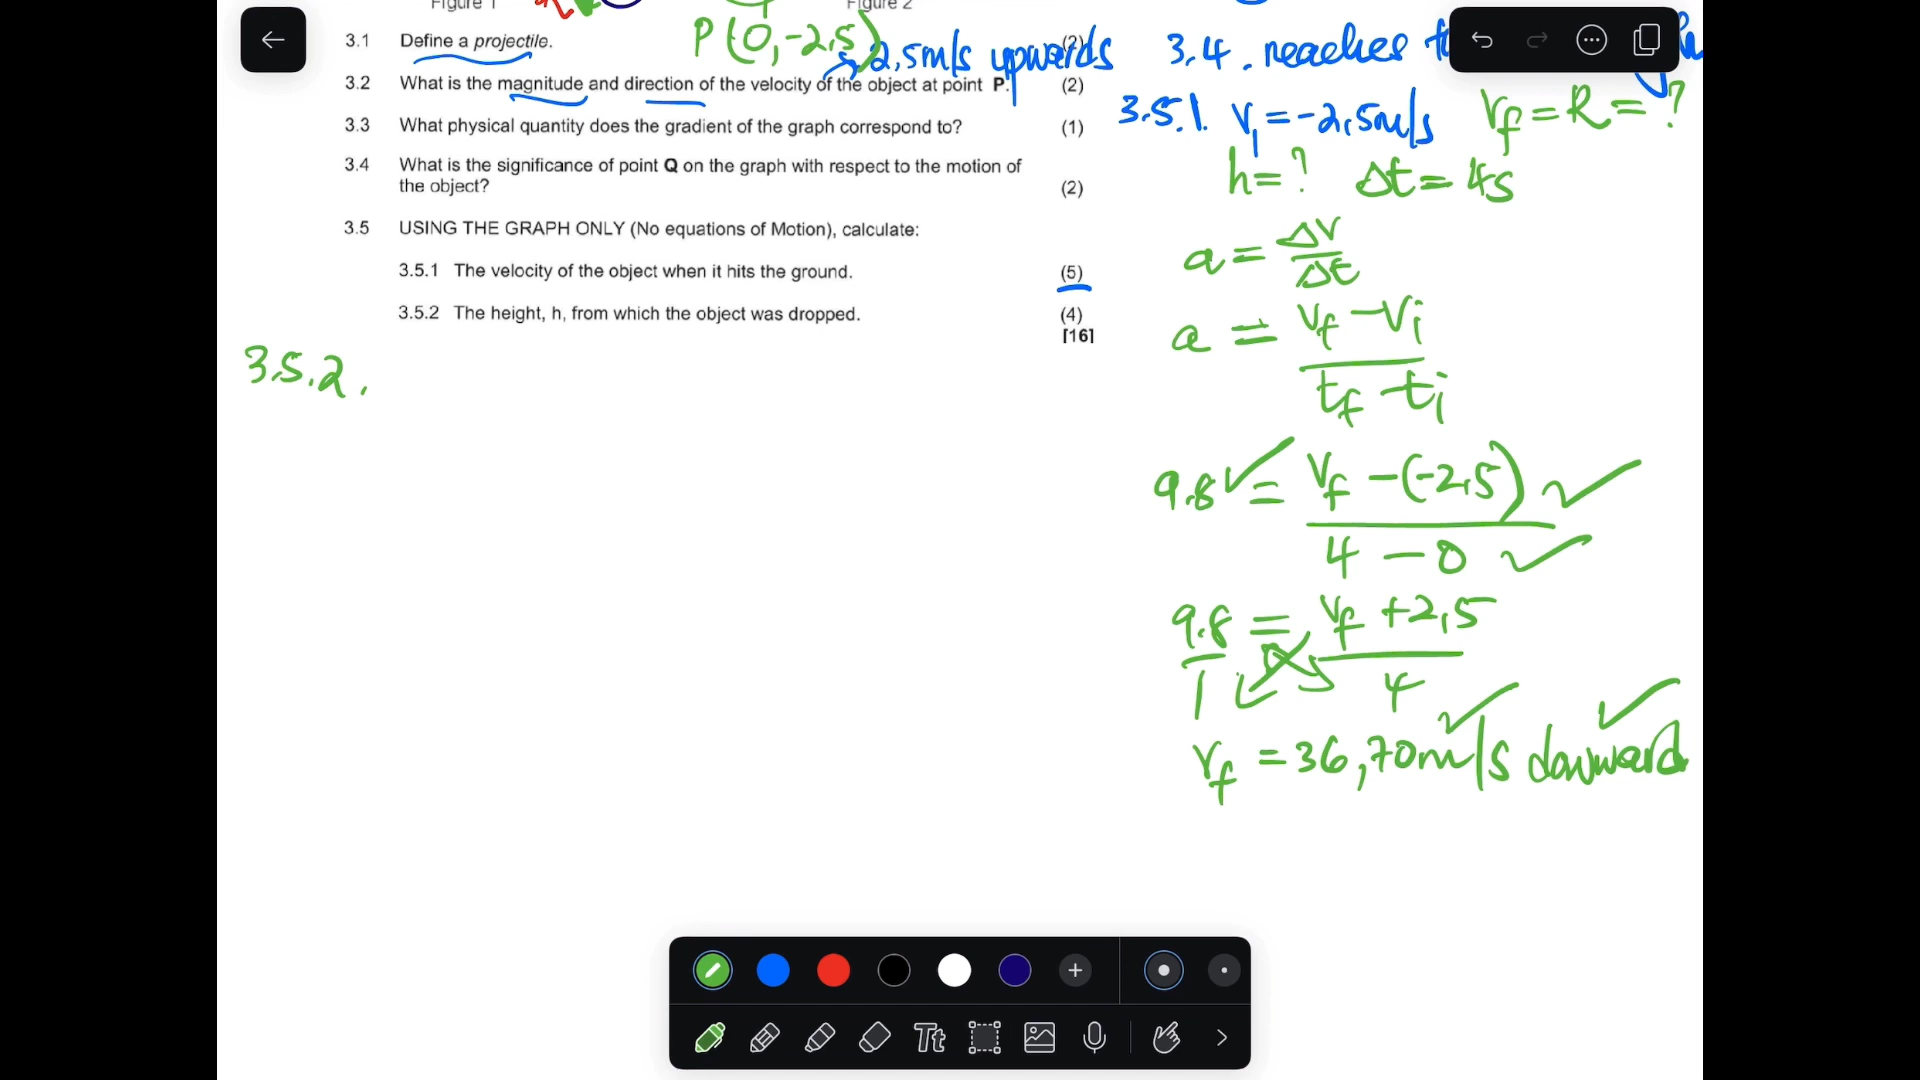 Figure 1
Figure 2
P(0,-2,5)
2,5m/s upwards
3.1 Define a projectile. (2)
3.2 What is the magnitude and direction of the velocity of the object at point P. (2)
3.3 What physical quantity does the gradient of the graph correspond to? (1)
3.4 What is the significance of point Q on the graph with respect to the motion of
the object? (2)
3.5 USING THE GRAPH ONLY (No equations of Motion), calculate:
3.5.1 The velocity of the object when it hits the ground. (5)
3.5.2 The height, h, from which the object was dropped. (4)
[16]
3.5.2.
3.4. reaches
3.5.1. Vi = -2,5m/s Vf = R = ?
h = ? Δt = 4s
a = ΔV
Δt
a = Vf - Vi
tf - ti
9.8 = Vf - (-2,5)
4 - 0
9.8 = Vf + 2,5
1 4
Vf = 36,70m/s downward
Tt